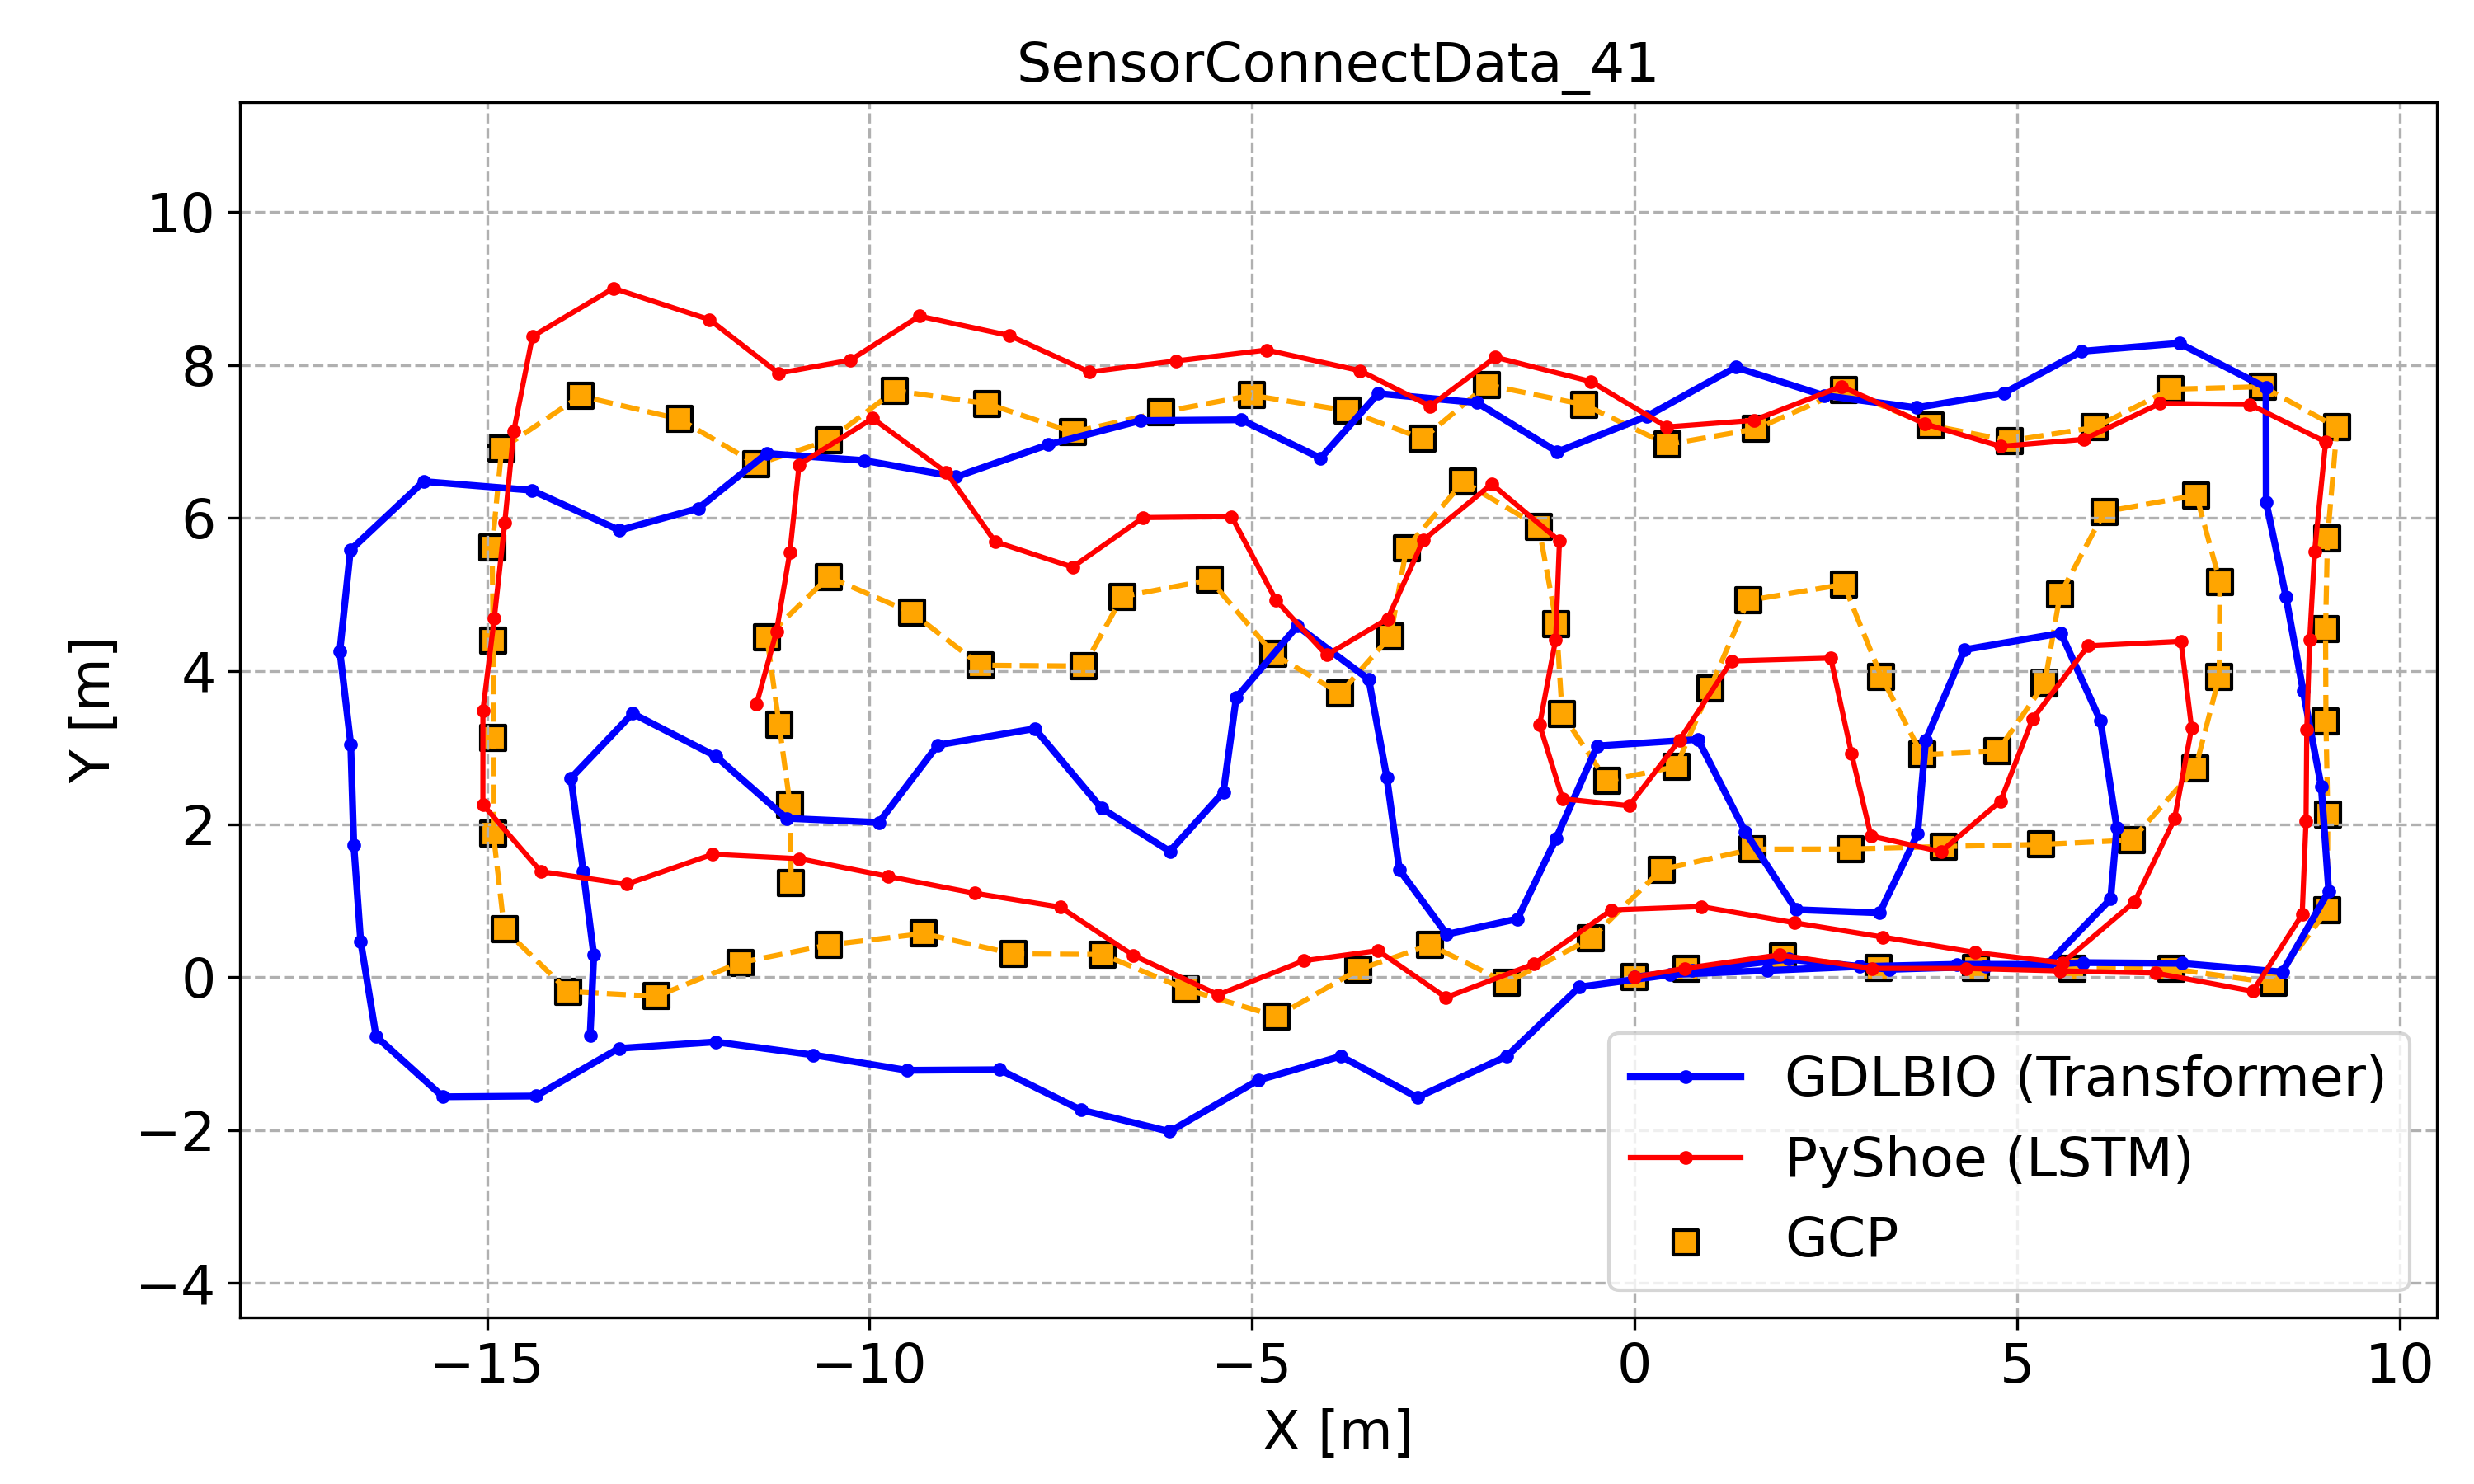 SensorConnectData_41
10
8
6
4
2
0
−2
−4
Y [m]
−15 −10 −5 0 5 10
X [m]
GDLBIO (Transformer)
PyShoe (LSTM)
GCP